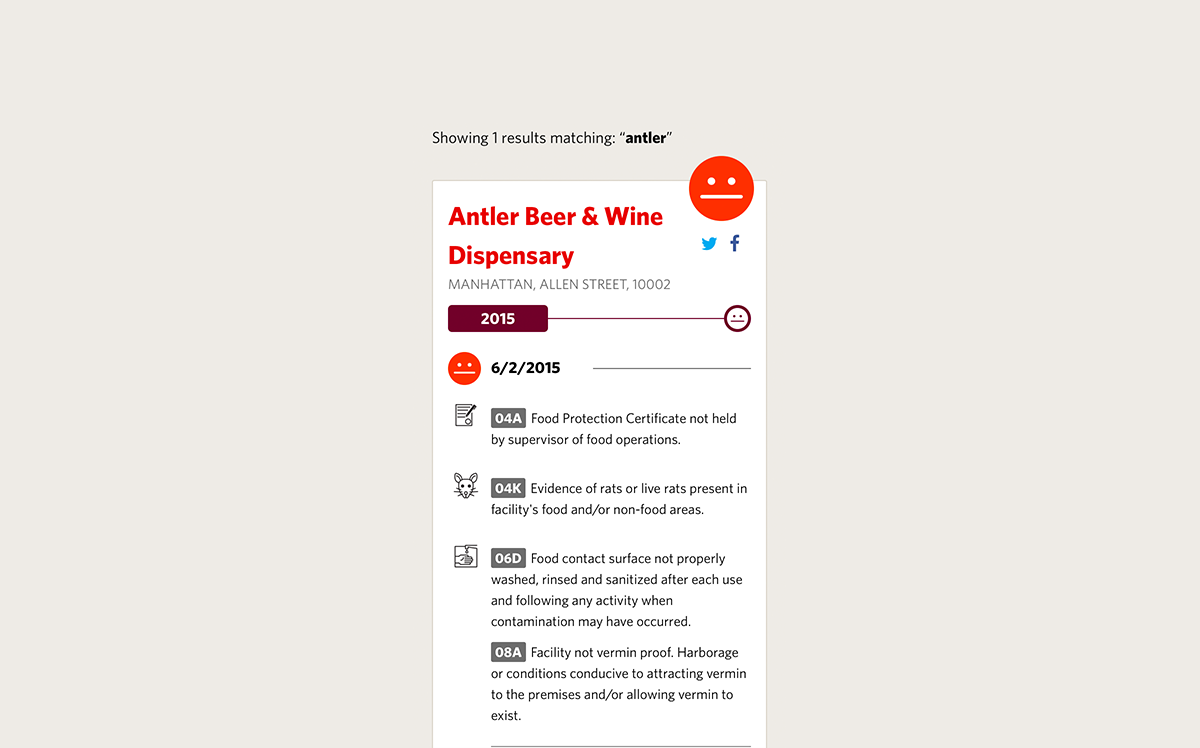 Showing 1 results matching: “antler”
Antler Beer & Wine
Dispensary
MANHATTAN, ALLEN STREET, 10002
2015
6/2/2015
04A Food Protection Certificate not held
by supervisor of food operations.
04K Evidence of rats or live rats present in
facility's food and/or non-food areas.
06D Food contact surface not properly
washed, rinsed and sanitized after each use
and following any activity when
contamination may have occurred.
08A Facility not vermin proof. Harborage
or conditions conducive to attracting vermin
to the premises and/or allowing vermin to
exist.